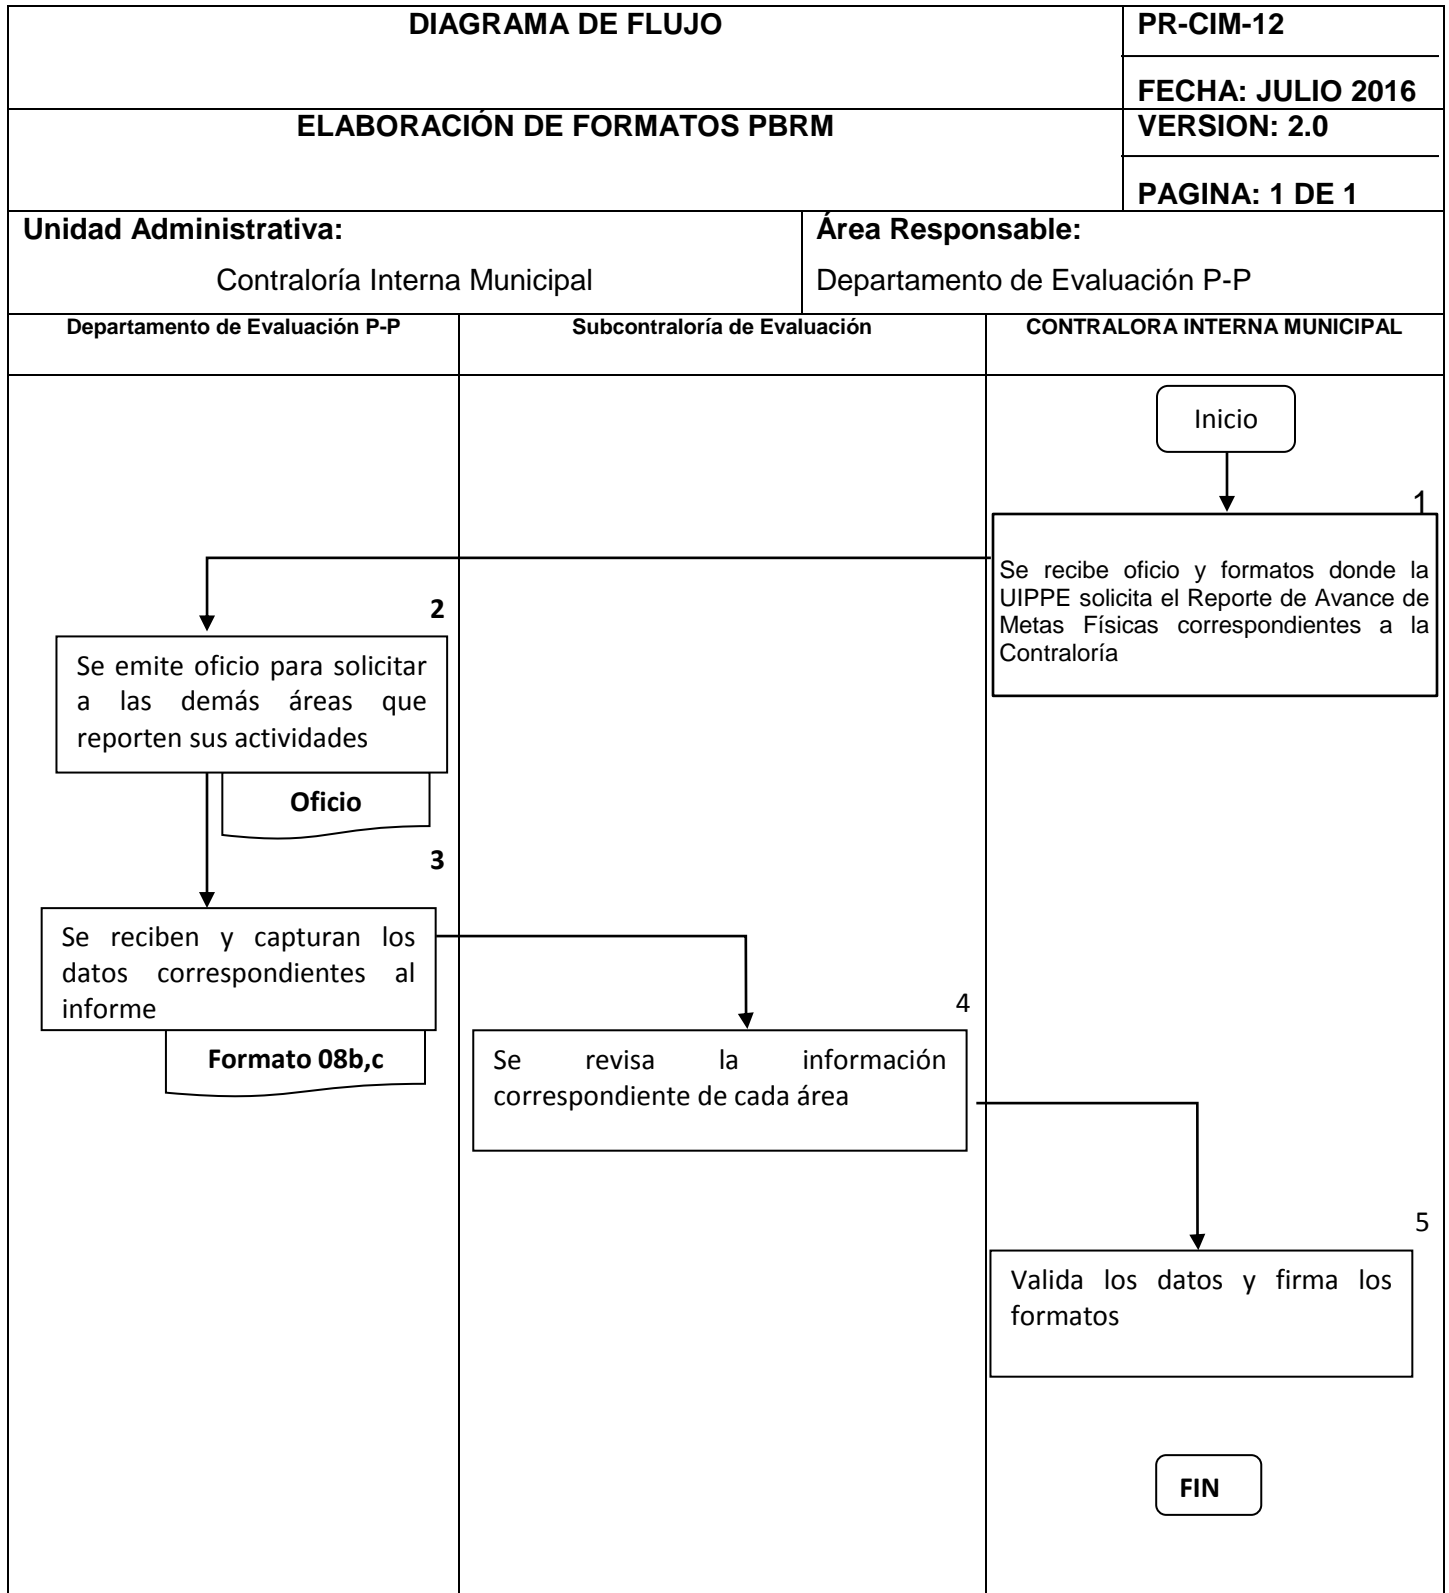 DIAGRAMA DE FLUJO
PR-CIM-12
FECHA: JULIO 2016
ELABORACIÓN DE FORMATOS PBRM
VERSION: 2.0
PAGINA: 1 DE 1
Unidad Administrativa:
Contraloría Interna Municipal
Área Responsable:
Departamento de Evaluación P-P
Departamento de Evaluación P-P
Subcontraloría de Evaluación
CONTRALORA INTERNA MUNICIPAL
Inicio
1
Se recibe oficio y formatos donde la
UIPPE solicita el Reporte de Avance de
Metas Físicas correspondientes a la
Contraloría
2
Se emite oficio para solicitar
a las demás áreas que
reporten sus actividades
Oficio
3
Se reciben y capturan los
datos correspondientes al
informe
Formato 08b,c
4
Se revisa la información
correspondiente de cada área
5
Valida los datos y firma los
formatos
FIN